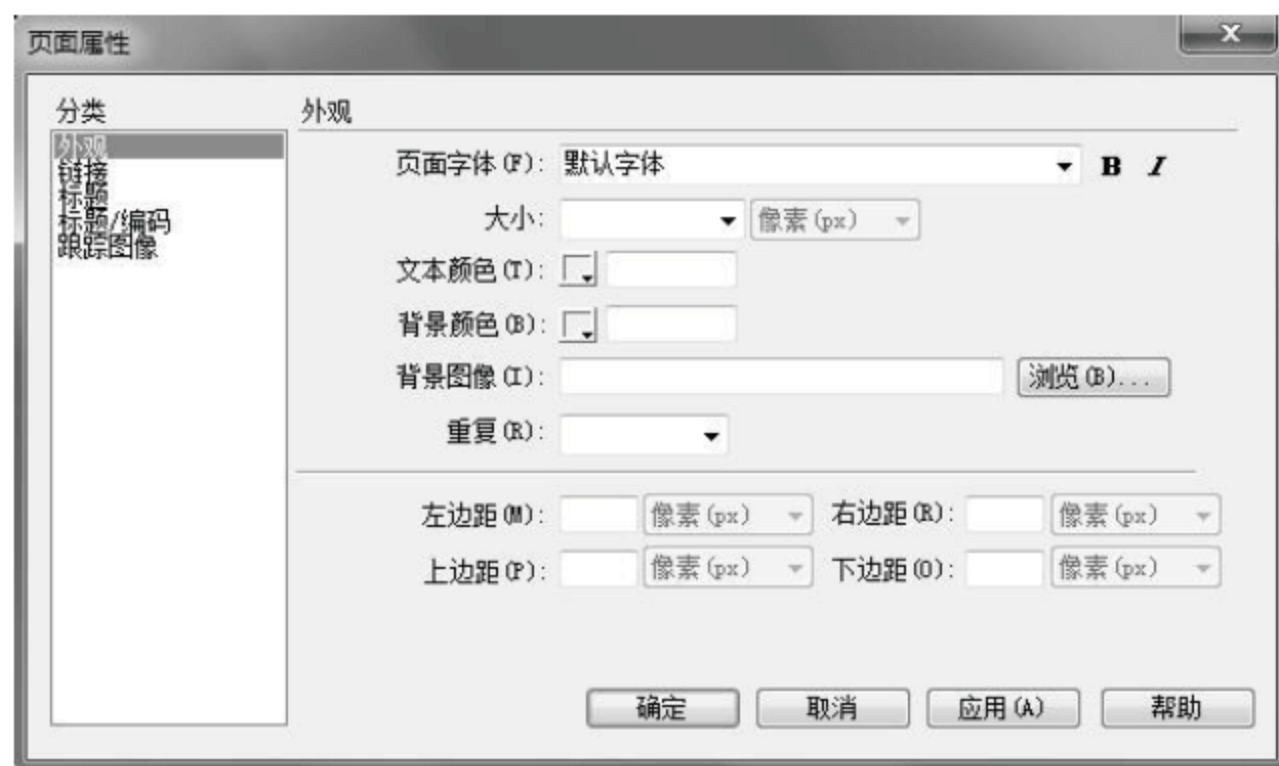 页面属性
分类
外观
链接
标题
标题/编码
跟踪图像
外观
页面字体(F): 默认字体 B I
大小: 像素(px)
文本颜色(T):
背景颜色(B):
背景图像(I): 浏览(B)...
重复(R):
左边距(M): 像素(px) 右边距(R): 像素(px)
上边距(P): 像素(px) 下边距(O): 像素(px)
确定 取消 应用(A) 帮助